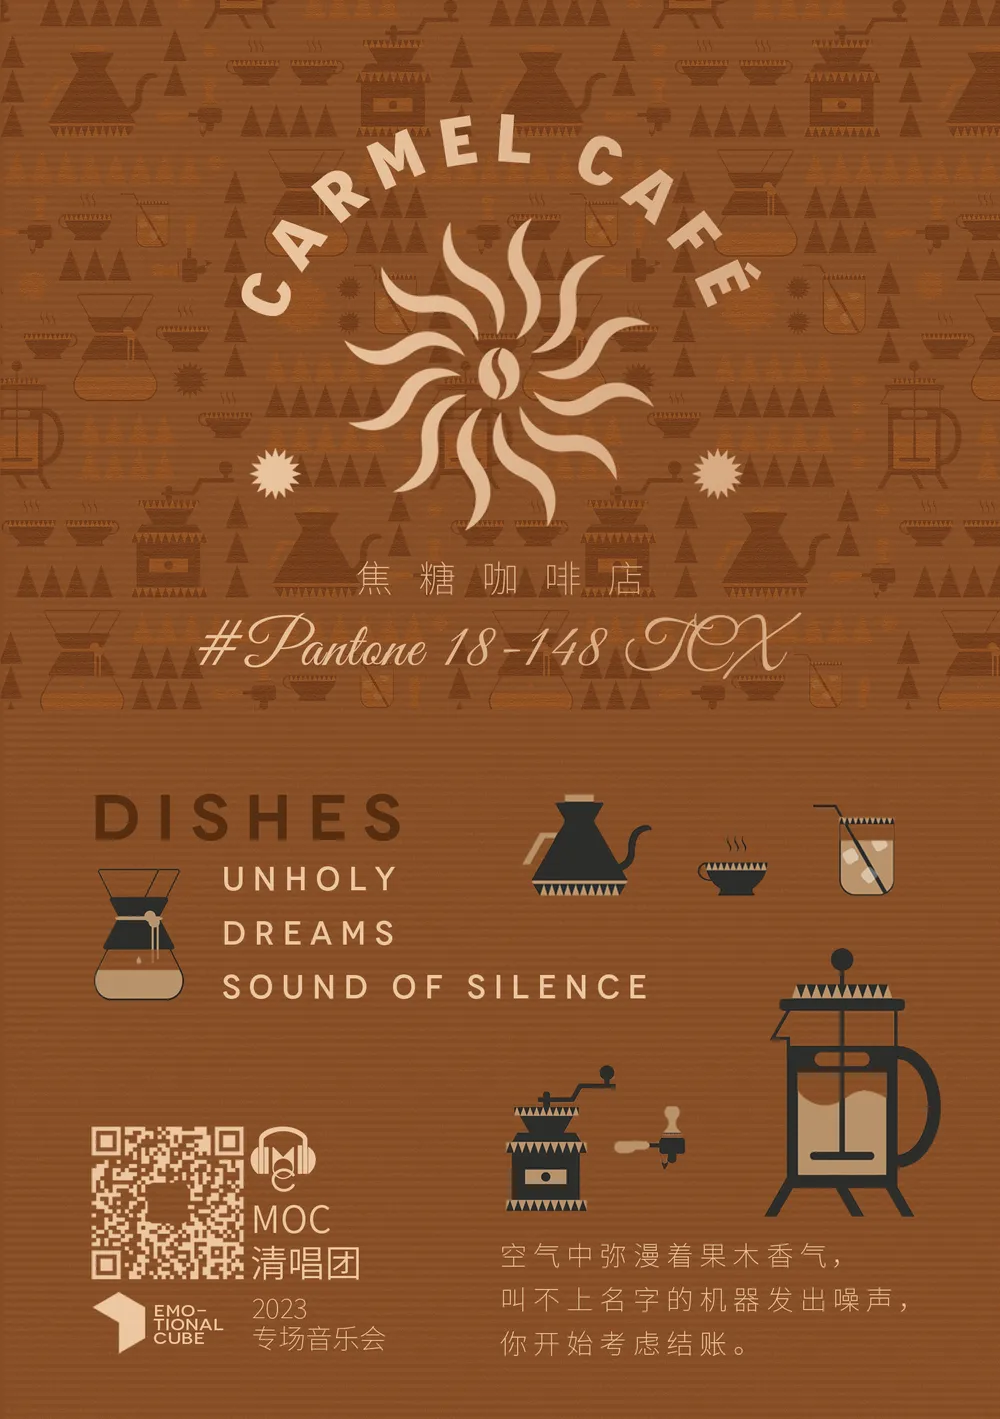 CARMEL CAFÉ
焦糖咖啡店
#Pantone 18-148 TCX
DISHES
UNHOLY
DREAMS
SOUND OF SILENCE
MOC
清唱团
EMO-
TIONAL
CUBE
2023
专场音乐会
空气中弥漫着果木香气，
叫不上名字的机器发出噪声，
你开始考虑结账。